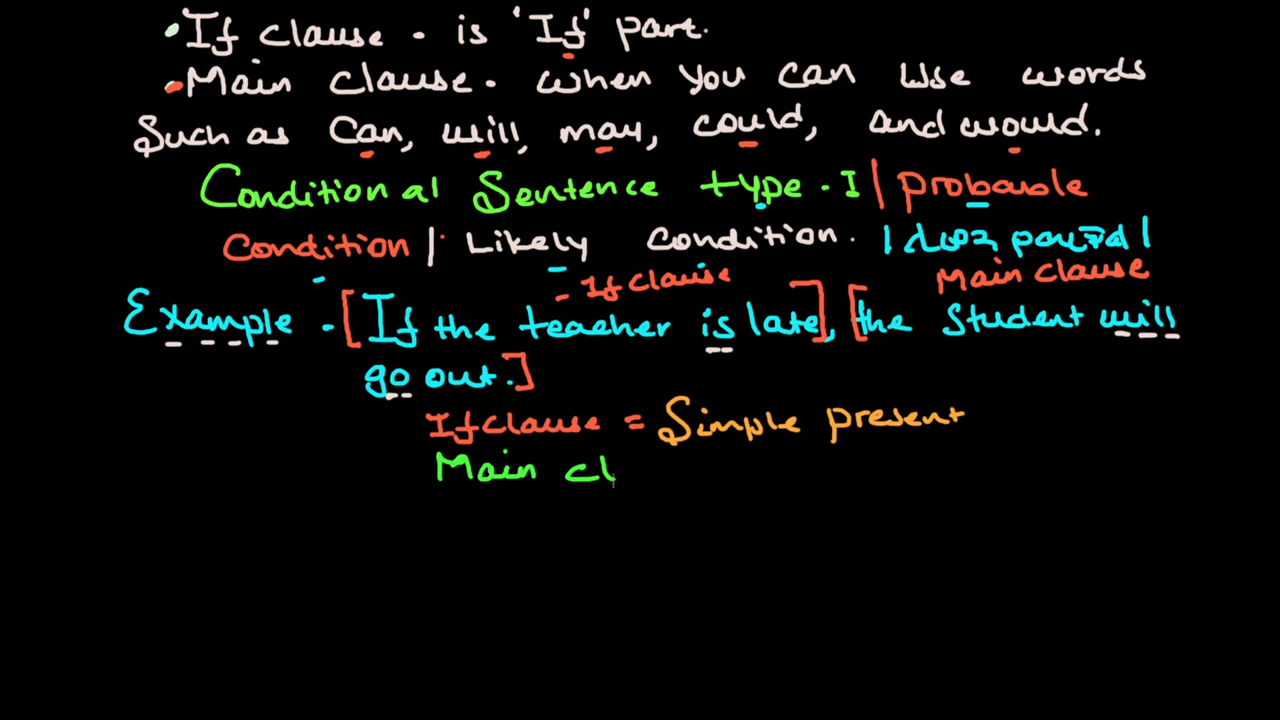 • If clause - is 'If' part.
• Main clause - When you can use words
Such as Can, will, may, could, and would.
Conditional Sentence type - I | probable
Condition | Likely Condition. | |
- If clause Main clause
Example - [If the teacher is late], [the Student will
go out.]
If clause = Simple present
Main cl